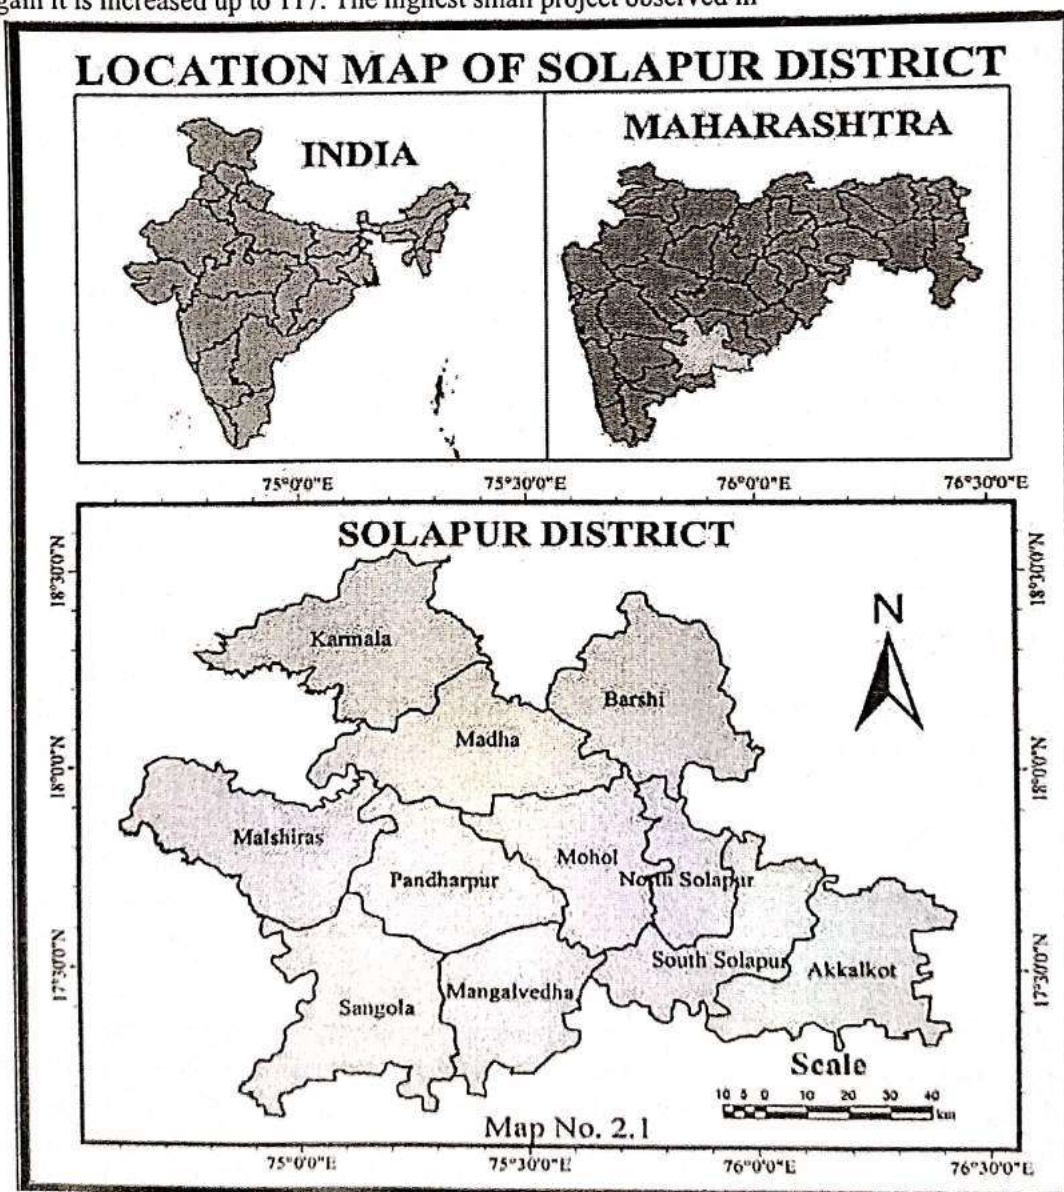 gain it is increased up to 117. The highest small project observed in
LOCATION MAP OF SOLAPUR DISTRICT
INDIA
MAHARASHTRA
75°0'0"E 75°30'0"E 76°0'0"E 76°30'0"E
SOLAPUR DISTRICT
18°30'0"N
18°30'0"N
N
Karmala
Barshi
Madha
18°0'0"N
18°0'0"N
Malshiras
Mohol
Pandharpur
North Solapur
17°30'0"N
17°30'0"N
South Solapur
Akkalkot
Mangalvedha
Sangola
Scale
10 5 0 10 20 30 40
km
Map No. 2.1
75°0'0"E 75°30'0"E 76°0'0"E 76°30'0"E